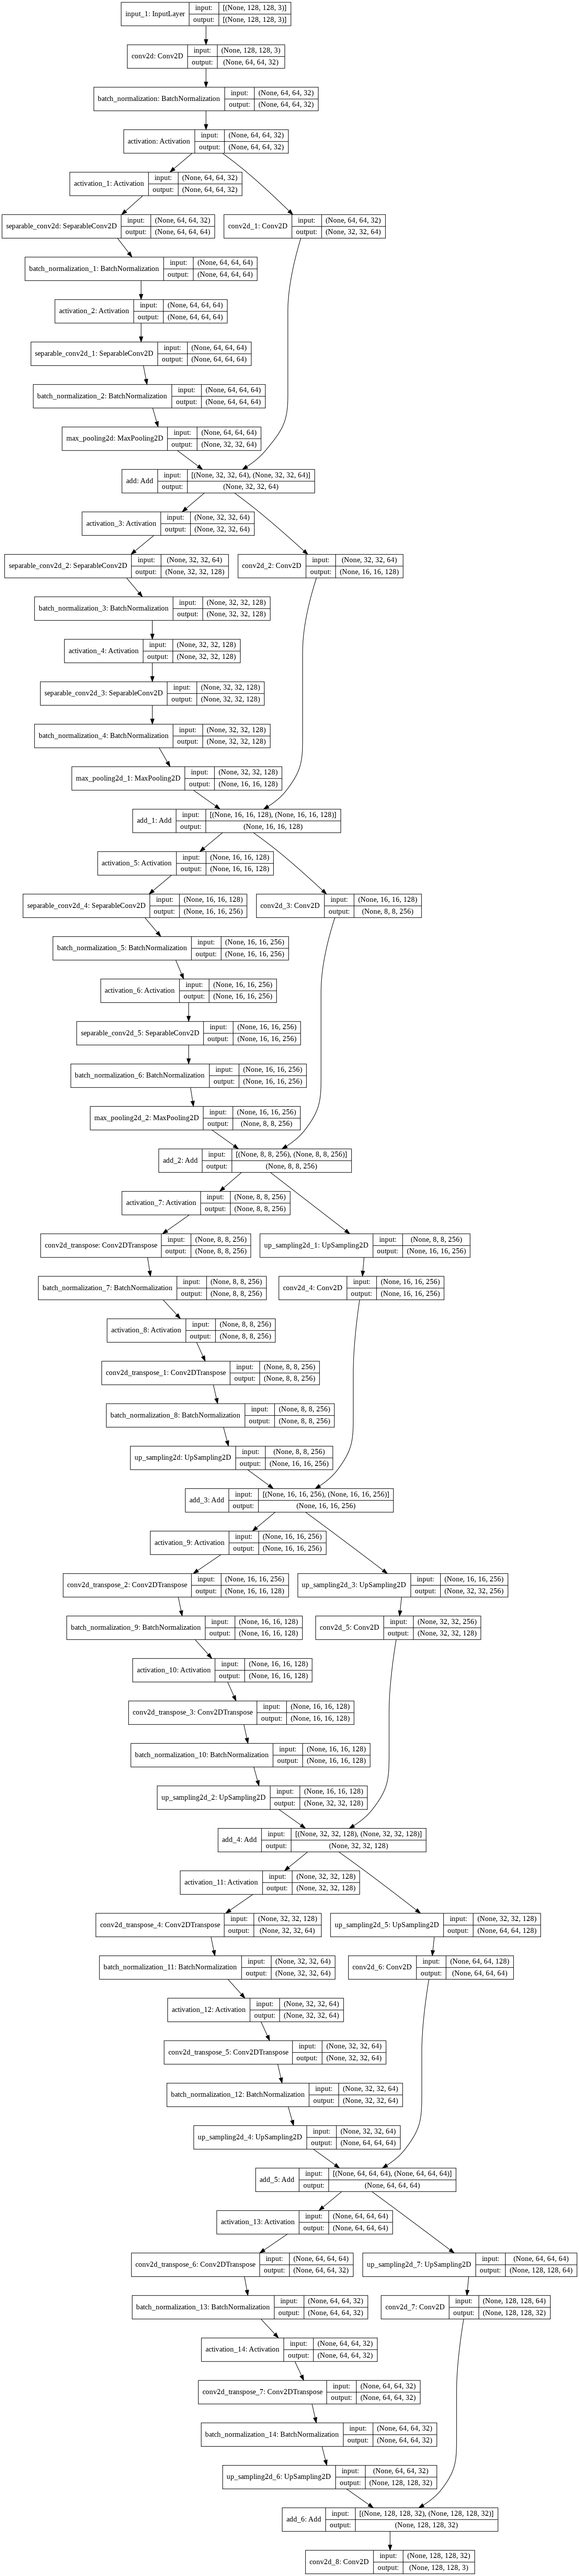 input_1: InputLayer input: [(None, 128, 128, 3)]
output: [(None, 128, 128, 3)]
conv2d: Conv2D input: (None, 128, 128, 3)
output: (None, 64, 64, 32)
batch_normalization: BatchNormalization input: (None, 64, 64, 32)
output: (None, 64, 64, 32)
activation: Activation input: (None, 64, 64, 32)
output: (None, 64, 64, 32)
activation_1: Activation input: (None, 64, 64, 32)
output: (None, 64, 64, 32)
separable_conv2d: SeparableConv2D input: (None, 64, 64, 32)
output: (None, 64, 64, 64)
conv2d_1: Conv2D input: (None, 64, 64, 32)
output: (None, 32, 32, 64)
batch_normalization_1: BatchNormalization input: (None, 64, 64, 64)
output: (None, 64, 64, 64)
activation_2: Activation input: (None, 64, 64, 64)
output: (None, 64, 64, 64)
separable_conv2d_1: SeparableConv2D input: (None, 64, 64, 64)
output: (None, 64, 64, 64)
batch_normalization_2: BatchNormalization input: (None, 64, 64, 64)
output: (None, 64, 64, 64)
max_pooling2d: MaxPooling2D input: (None, 64, 64, 64)
output: (None, 32, 32, 64)
add: Add input: [(None, 32, 32, 64), (None, 32, 32, 64)]
output: (None, 32, 32, 64)
activation_3: Activation input: (None, 32, 32, 64)
output: (None, 32, 32, 64)
separable_conv2d_2: SeparableConv2D input: (None, 32, 32, 64)
output: (None, 32, 32, 128)
conv2d_2: Conv2D input: (None, 32, 32, 64)
output: (None, 16, 16, 128)
batch_normalization_3: BatchNormalization input: (None, 32, 32, 128)
output: (None, 32, 32, 128)
activation_4: Activation input: (None, 32, 32, 128)
output: (None, 32, 32, 128)
separable_conv2d_3: SeparableConv2D input: (None, 32, 32, 128)
output: (None, 32, 32, 128)
batch_normalization_4: BatchNormalization input: (None, 32, 32, 128)
output: (None, 32, 32, 128)
max_pooling2d_1: MaxPooling2D input: (None, 32, 32, 128)
output: (None, 16, 16, 128)
add_1: Add input: [(None, 16, 16, 128), (None, 16, 16, 128)]
output: (None, 16, 16, 128)
activation_5: Activation input: (None, 16, 16, 128)
output: (None, 16, 16, 128)
separable_conv2d_4: SeparableConv2D input: (None, 16, 16, 128)
output: (None, 16, 16, 256)
conv2d_3: Conv2D input: (None, 16, 16, 128)
output: (None, 8, 8, 256)
batch_normalization_5: BatchNormalization input: (None, 16, 16, 256)
output: (None, 16, 16, 256)
activation_6: Activation input: (None, 16, 16, 256)
output: (None, 16, 16, 256)
separable_conv2d_5: SeparableConv2D input: (None, 16, 16, 256)
output: (None, 16, 16, 256)
batch_normalization_6: BatchNormalization input: (None, 16, 16, 256)
output: (None, 16, 16, 256)
max_pooling2d_2: MaxPooling2D input: (None, 16, 16, 256)
output: (None, 8, 8, 256)
add_2: Add input: [(None, 8, 8, 256), (None, 8, 8, 256)]
output: (None, 8, 8, 256)
activation_7: Activation input: (None, 8, 8, 256)
output: (None, 8, 8, 256)
conv2d_transpose: Conv2DTranspose input: (None, 8, 8, 256)
output: (None, 8, 8, 256)
up_sampling2d_1: UpSampling2D input: (None, 8, 8, 256)
output: (None, 16, 16, 256)
batch_normalization_7: BatchNormalization input: (None, 8, 8, 256)
output: (None, 8, 8, 256)
conv2d_4: Conv2D input: (None, 16, 16, 256)
output: (None, 16, 16, 256)
activation_8: Activation input: (None, 8, 8, 256)
output: (None, 8, 8, 256)
conv2d_transpose_1: Conv2DTranspose input: (None, 8, 8, 256)
output: (None, 8, 8, 256)
batch_normalization_8: BatchNormalization input: (None, 8, 8, 256)
output: (None, 8, 8, 256)
up_sampling2d: UpSampling2D input: (None, 8, 8, 256)
output: (None, 16, 16, 256)
add_3: Add input: [(None, 16, 16, 256), (None, 16, 16, 256)]
output: (None, 16, 16, 256)
activation_9: Activation input: (None, 16, 16, 256)
output: (None, 16, 16, 256)
conv2d_transpose_2: Conv2DTranspose input: (None, 16, 16, 256)
output: (None, 16, 16, 128)
up_sampling2d_3: UpSampling2D input: (None, 16, 16, 256)
output: (None, 32, 32, 256)
batch_normalization_9: BatchNormalization input: (None, 16, 16, 128)
output: (None, 16, 16, 128)
conv2d_5: Conv2D input: (None, 32, 32, 256)
output: (None, 32, 32, 128)
activation_10: Activation input: (None, 16, 16, 128)
output: (None, 16, 16, 128)
conv2d_transpose_3: Conv2DTranspose input: (None, 16, 16, 128)
output: (None, 16, 16, 128)
batch_normalization_10: BatchNormalization input: (None, 16, 16, 128)
output: (None, 16, 16, 128)
up_sampling2d_2: UpSampling2D input: (None, 16, 16, 128)
output: (None, 32, 32, 128)
add_4: Add input: [(None, 32, 32, 128), (None, 32, 32, 128)]
output: (None, 32, 32, 128)
activation_11: Activation input: (None, 32, 32, 128)
output: (None, 32, 32, 128)
conv2d_transpose_4: Conv2DTranspose input: (None, 32, 32, 128)
output: (None, 32, 32, 64)
up_sampling2d_5: UpSampling2D input: (None, 32, 32, 128)
output: (None, 64, 64, 128)
batch_normalization_11: BatchNormalization input: (None, 32, 32, 64)
output: (None, 32, 32, 64)
conv2d_6: Conv2D input: (None, 64, 64, 128)
output: (None, 64, 64, 64)
activation_12: Activation input: (None, 32, 32, 64)
output: (None, 32, 32, 64)
conv2d_transpose_5: Conv2DTranspose input: (None, 32, 32, 64)
output: (None, 32, 32, 64)
batch_normalization_12: BatchNormalization input: (None, 32, 32, 64)
output: (None, 32, 32, 64)
up_sampling2d_4: UpSampling2D input: (None, 32, 32, 64)
output: (None, 64, 64, 64)
add_5: Add input: [(None, 64, 64, 64), (None, 64, 64, 64)]
output: (None, 64, 64, 64)
activation_13: Activation input: (None, 64, 64, 64)
output: (None, 64, 64, 64)
conv2d_transpose_6: Conv2DTranspose input: (None, 64, 64, 64)
output: (None, 64, 64, 32)
up_sampling2d_7: UpSampling2D input: (None, 64, 64, 64)
output: (None, 128, 128, 64)
batch_normalization_13: BatchNormalization input: (None, 64, 64, 32)
output: (None, 64, 64, 32)
conv2d_7: Conv2D input: (None, 128, 128, 64)
output: (None, 128, 128, 32)
activation_14: Activation input: (None, 64, 64, 32)
output: (None, 64, 64, 32)
conv2d_transpose_7: Conv2DTranspose input: (None, 64, 64, 32)
output: (None, 64, 64, 32)
batch_normalization_14: BatchNormalization input: (None, 64, 64, 32)
output: (None, 64, 64, 32)
up_sampling2d_6: UpSampling2D input: (None, 64, 64, 32)
output: (None, 128, 128, 32)
add_6: Add input: [(None, 128, 128, 32), (None, 128, 128, 32)]
output: (None, 128, 128, 32)
conv2d_8: Conv2D input: (None, 128, 128, 32)
output: (None, 128, 128, 3)